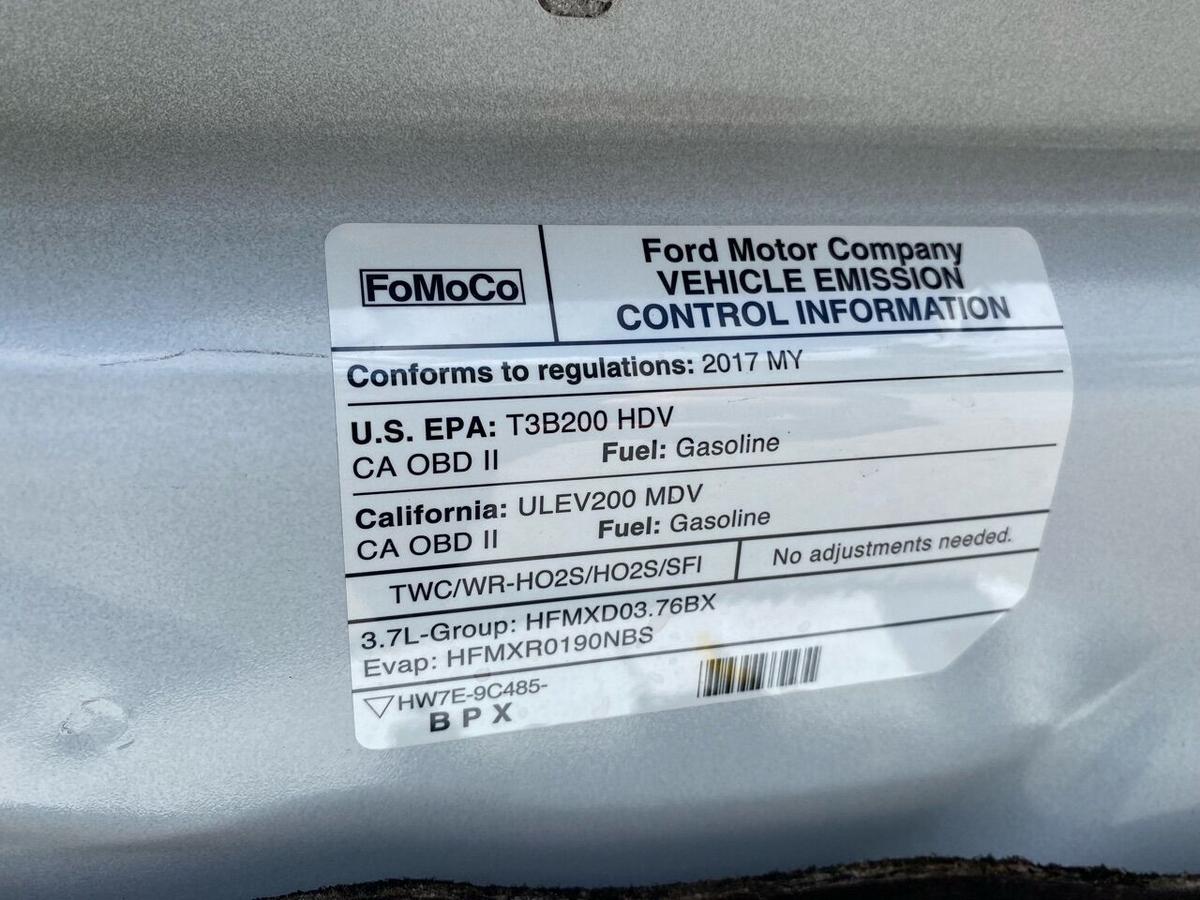 FoMoCo
Ford Motor Company
VEHICLE EMISSION
CONTROL INFORMATION
Conforms to regulations: 2017 MY
U.S. EPA: T3B200 HDV
CA OBD II Fuel: Gasoline
California: ULEV200 MDV
CA OBD II Fuel: Gasoline
TWC/WR-HO2S/HO2S/SFI No adjustments needed.
3.7L-Group: HFMXD03.76BX
Evap: HFMXR0190NBS
HW7E-9C485-
B P X